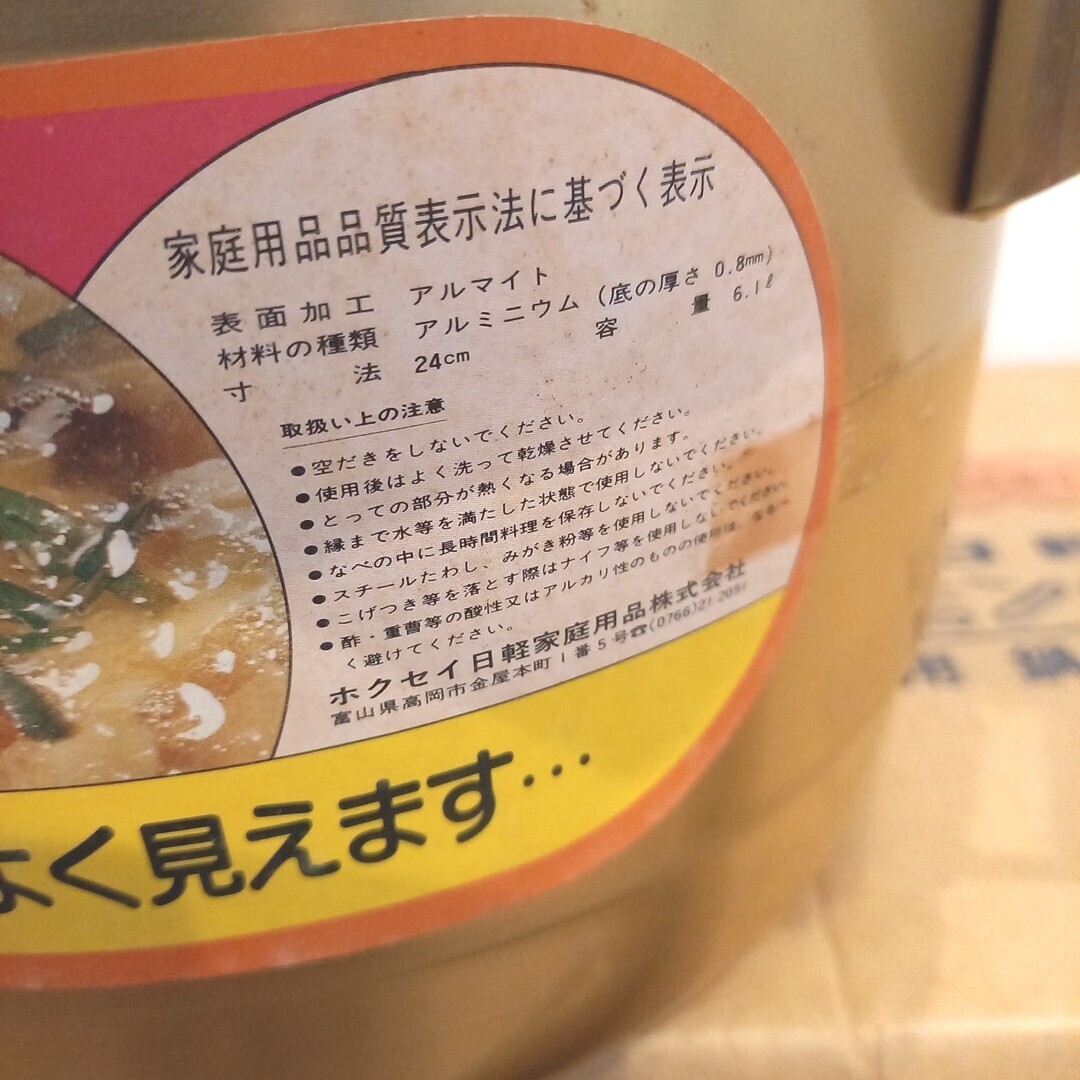 家庭用品品質表示法に基づく表示
表面加工 アルマイト
材料の種類 アルミニウム (底の厚さ 0.8mm)
寸法 24cm 容量 6.1ℓ
取扱い上の注意
●空だきをしないでください。
●使用後はよく洗って乾燥させてください。
●とっての部分が熱くなる場合があります。
●縁まで水等を満たした状態で使用しないでください。
●なべの中に長時間料理を保存しないでください。
●スチールたわし、みがき粉等を使用しないでください。
●こげつき等を落とす際はナイフ等を使用しないでください。
●酢・重曹等の酸性又はアルカリ性のものの使用は、なるべ
く避けてください。
ホクセイ日軽家庭用品株式会社
富山県高岡市金屋本町1番5号☎(0766)21-2051
よく見えます…